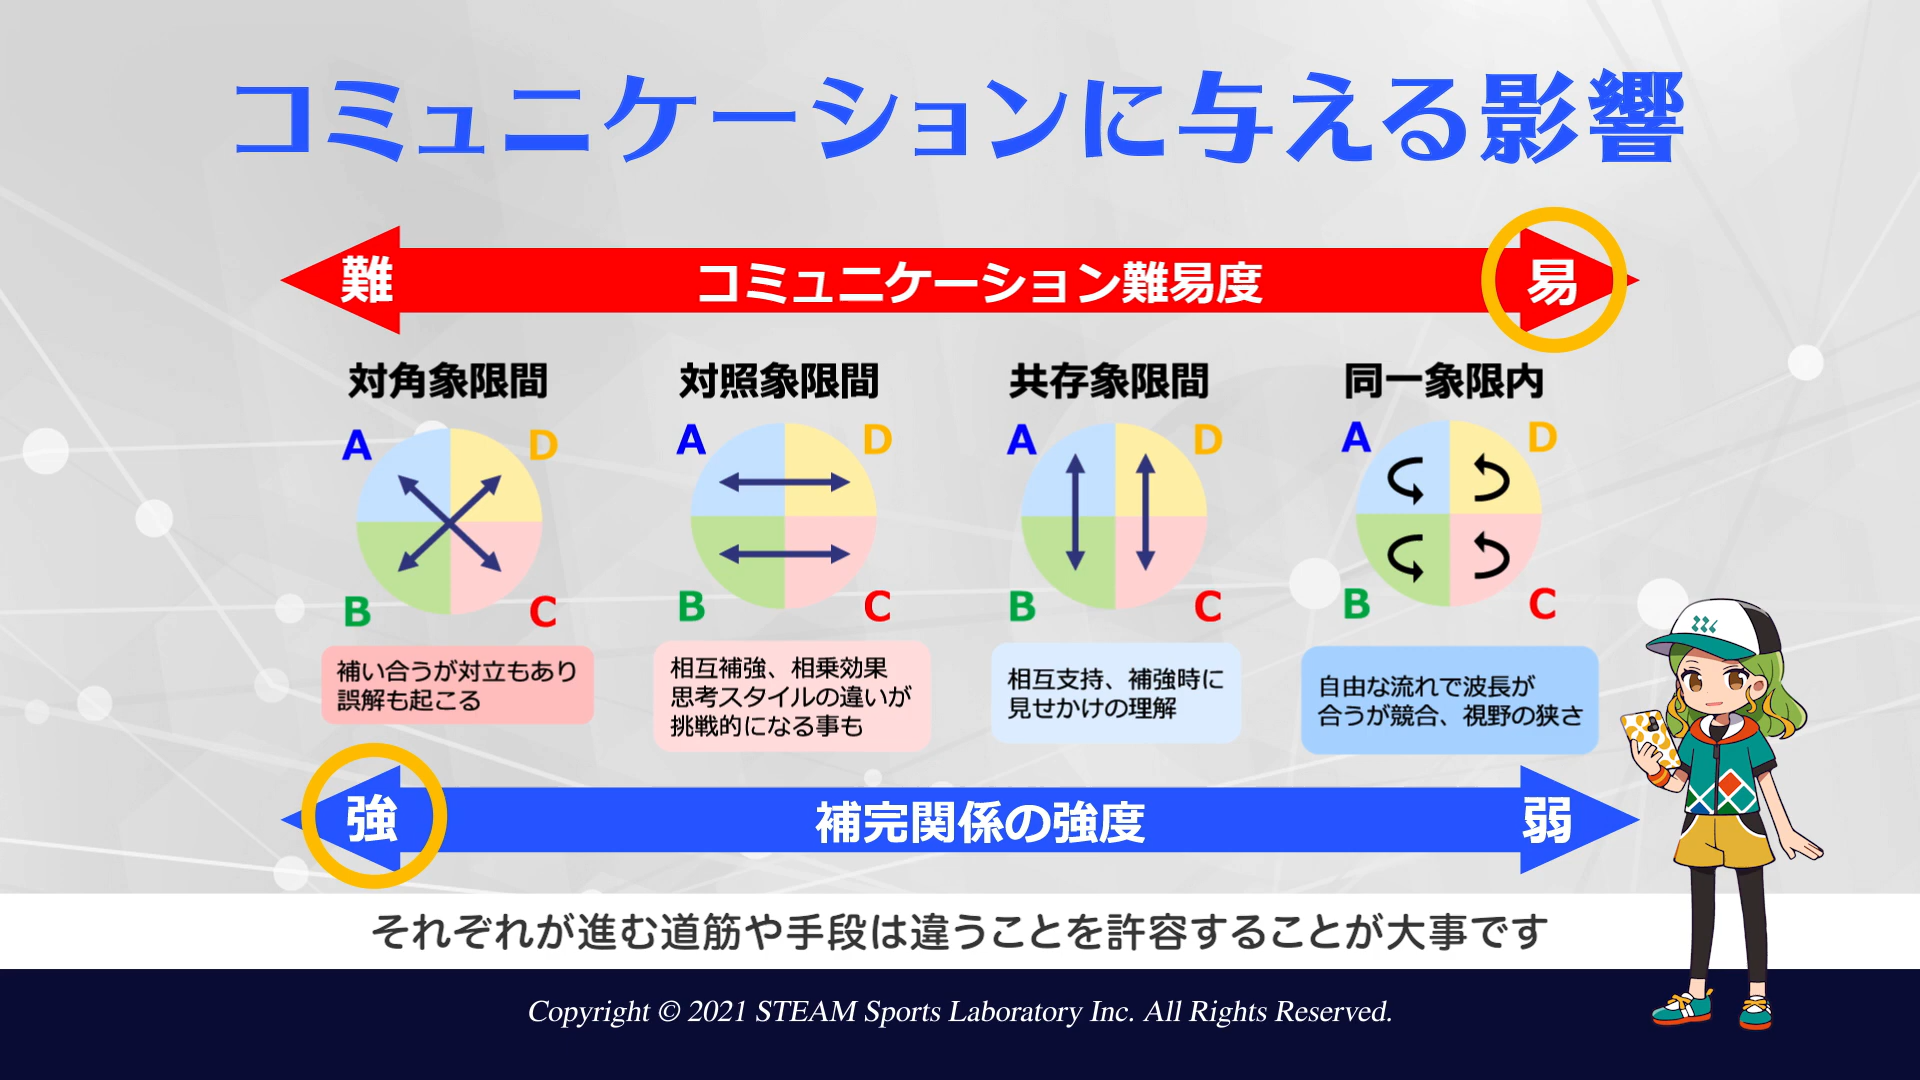 コミュニケーションに与える影響
難 コミュニケーション難易度 易
対角象限間 対照象限間 共存象限間 同一象限内
A D A D A D A D
B C B C B C B C
補い合うが対立もあり
誤解も起こる
相互補強、相乗効果
思考スタイルの違いが
挑戦的になる事も
相互支持、補強時に
見せかけの理解
自由な流れで波長が
合うが競合、視野の狭さ
強 補完関係の強度 弱
それぞれが進む道筋や手段は違うことを許容することが大事です
Copyright © 2021 STEAM Sports Laboratory Inc. All Rights Reserved.